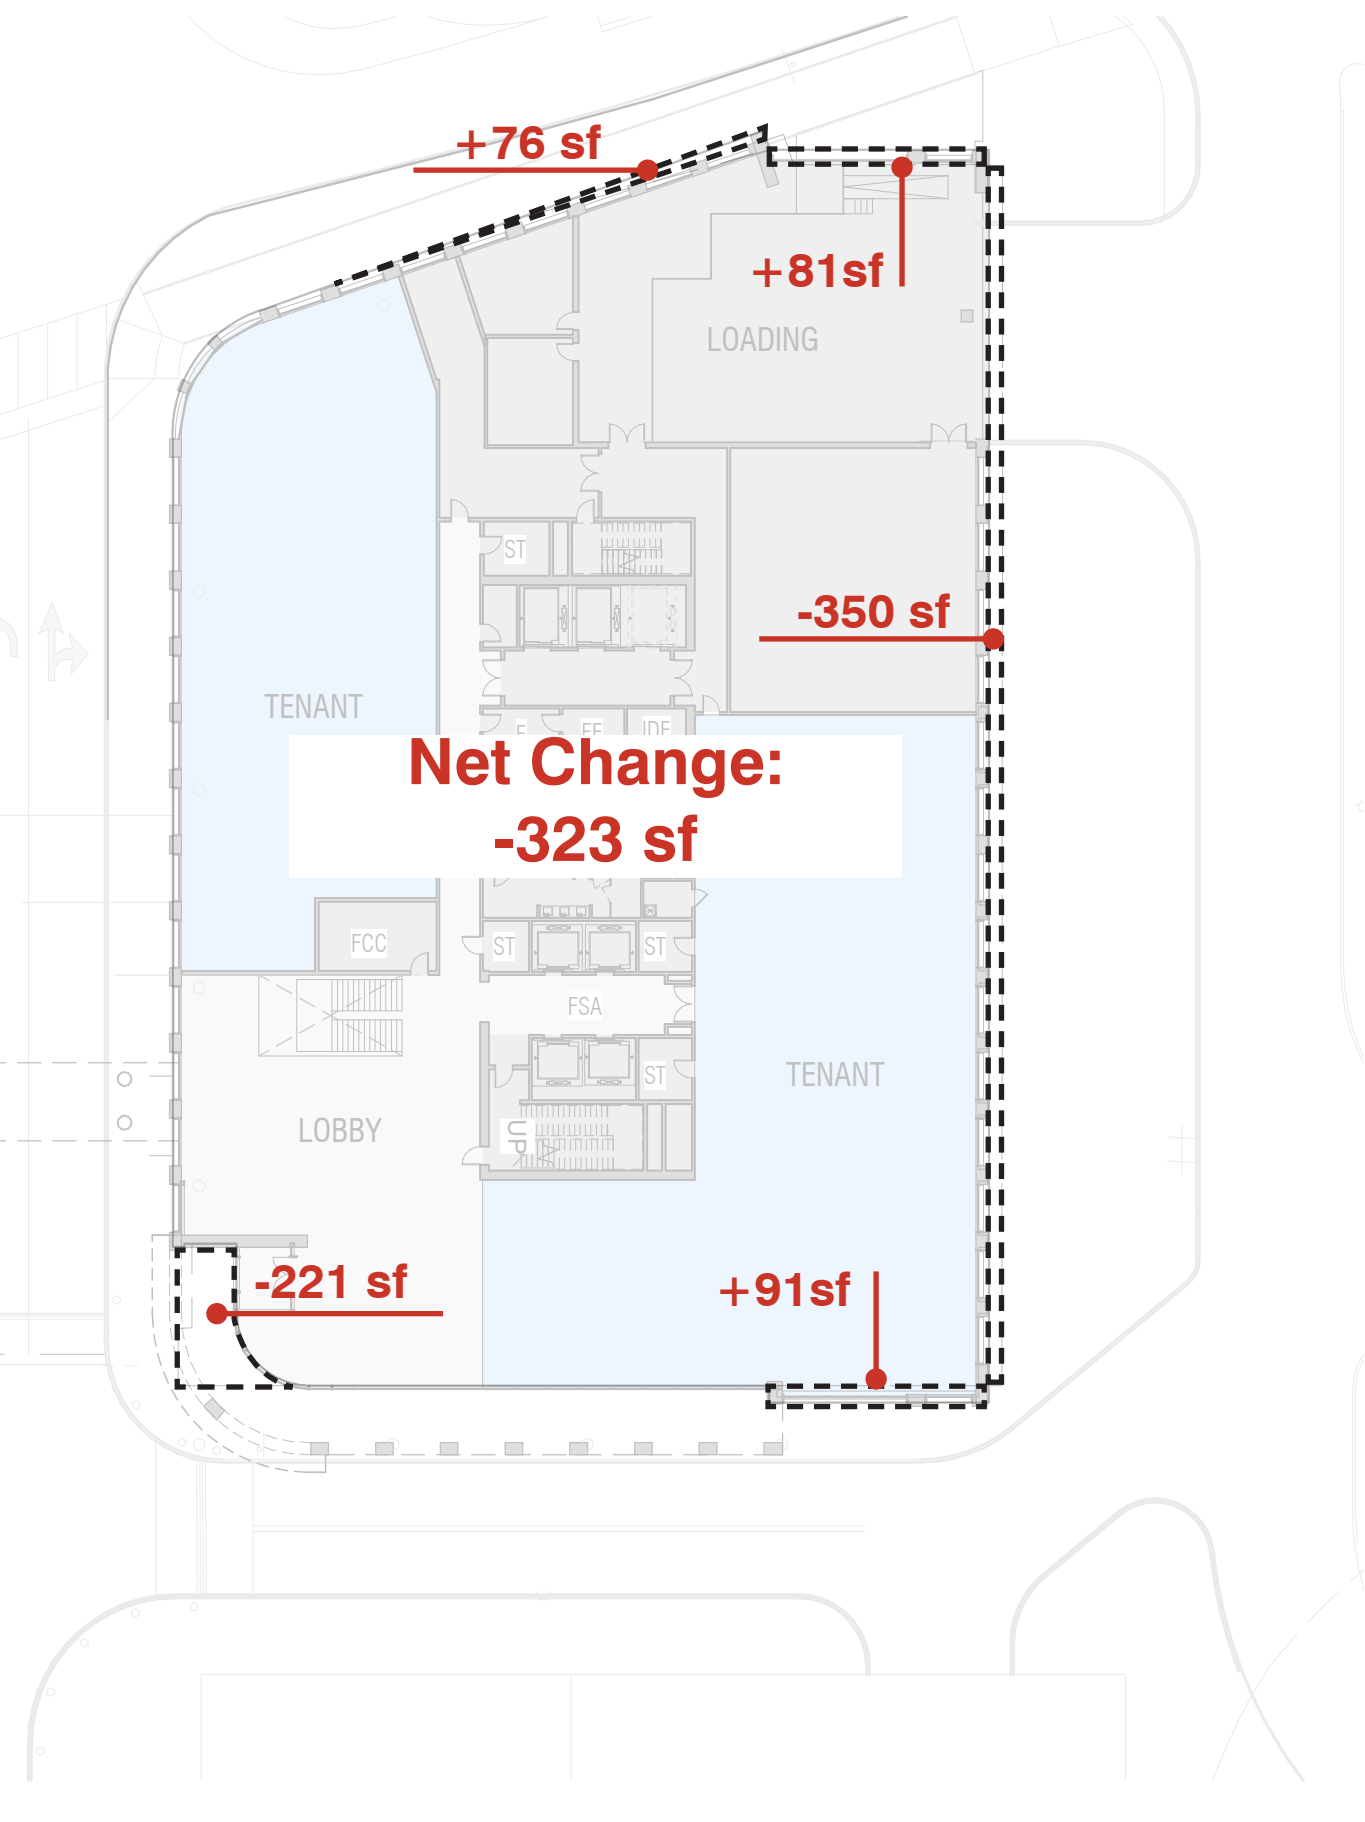 +76 sf
+81sf
LOADING
ST
-350 sf
TENANT
IDF
Net Change:
-323 sf
FCC
ST
ST
FSA
ST
TENANT
LOBBY
UP
-221 sf
+91sf